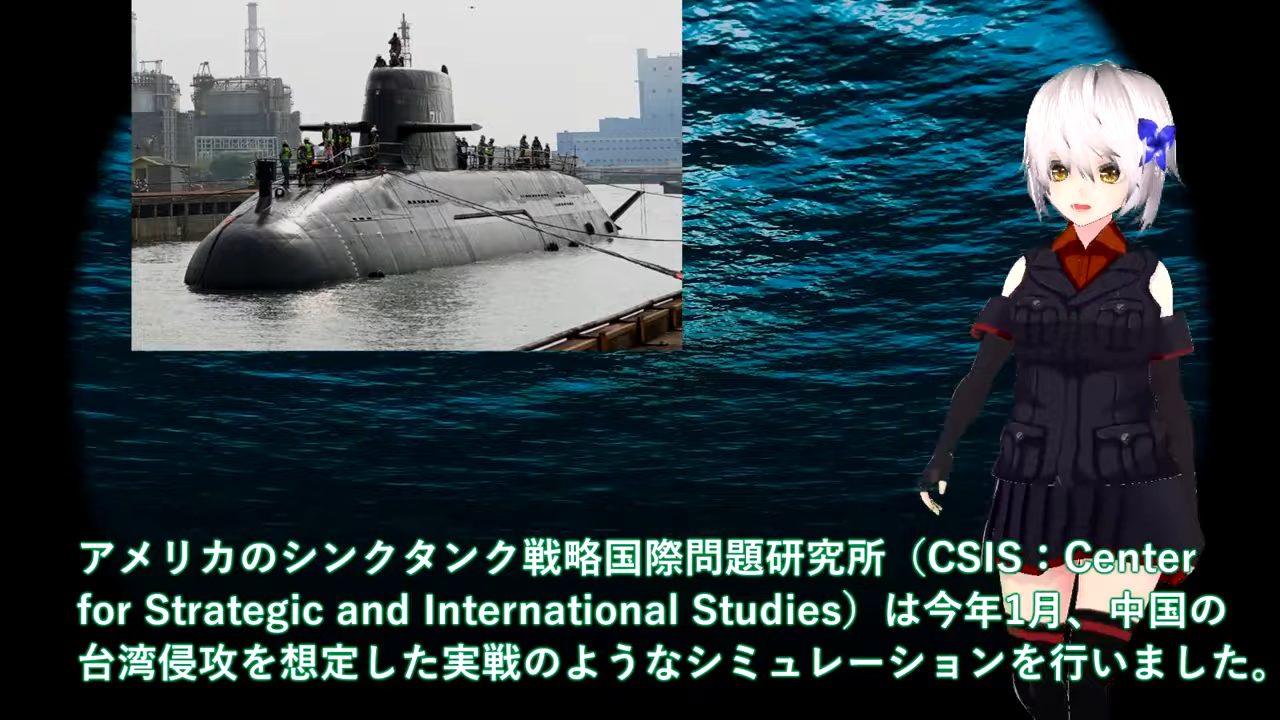 アメリカのシンクタンク戦略国際問題研究所（CSIS：Center
for Strategic and International Studies）は今年1月、中国の
台湾侵攻を想定した実戦のようなシミュレーションを行いました。